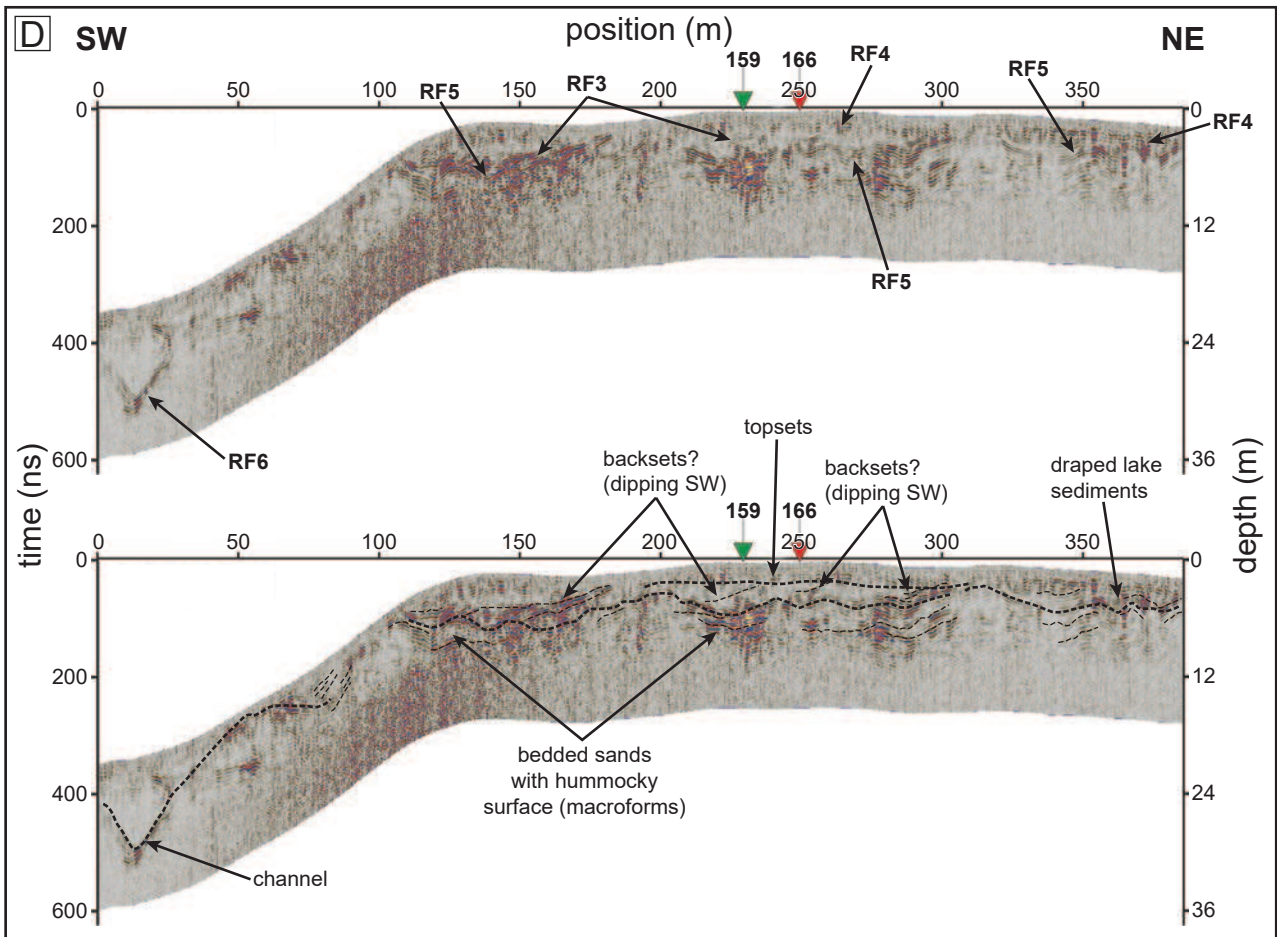 D SW position (m) NE
159 166 RF4
RF5 RF3 RF5
0 50 100 150 200 250 300 350
RF4
0 0
200 12
RF5
400 24
RF6
600 36
time (ns) depth (m)
topsets
backsets?
(dipping SW)
backsets?
(dipping SW)
draped lake
sediments
159 166
0 50 100 150 200 250 300 350
0 0
200 12
bedded sands
with hummocky
surface (macroforms)
400 24
channel
600 36